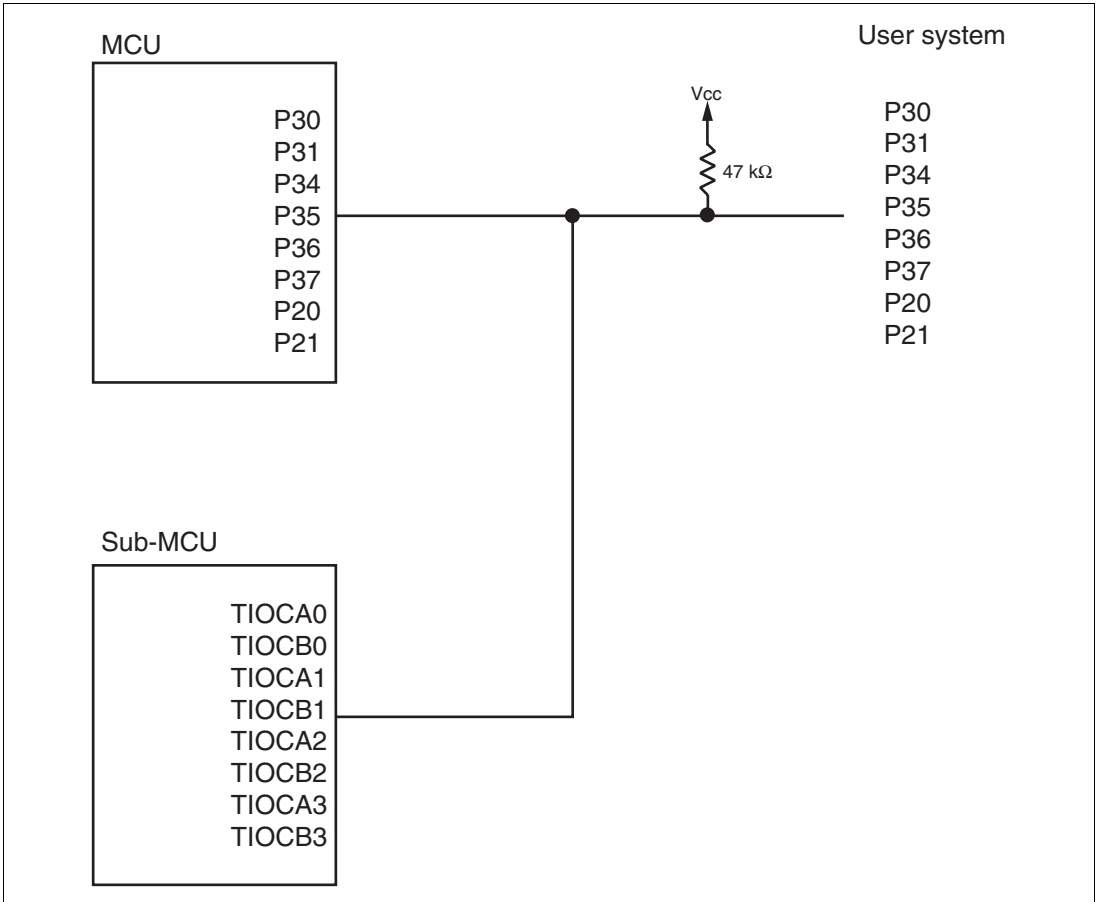 MCU
User system
P30
P31
P34
P35
P36
P37
P20
P21
Vcc
47 kΩ
P30
P31
P34
P35
P36
P37
P20
P21
Sub-MCU
TIOCA0
TIOCB0
TIOCA1
TIOCB1
TIOCA2
TIOCB2
TIOCA3
TIOCB3